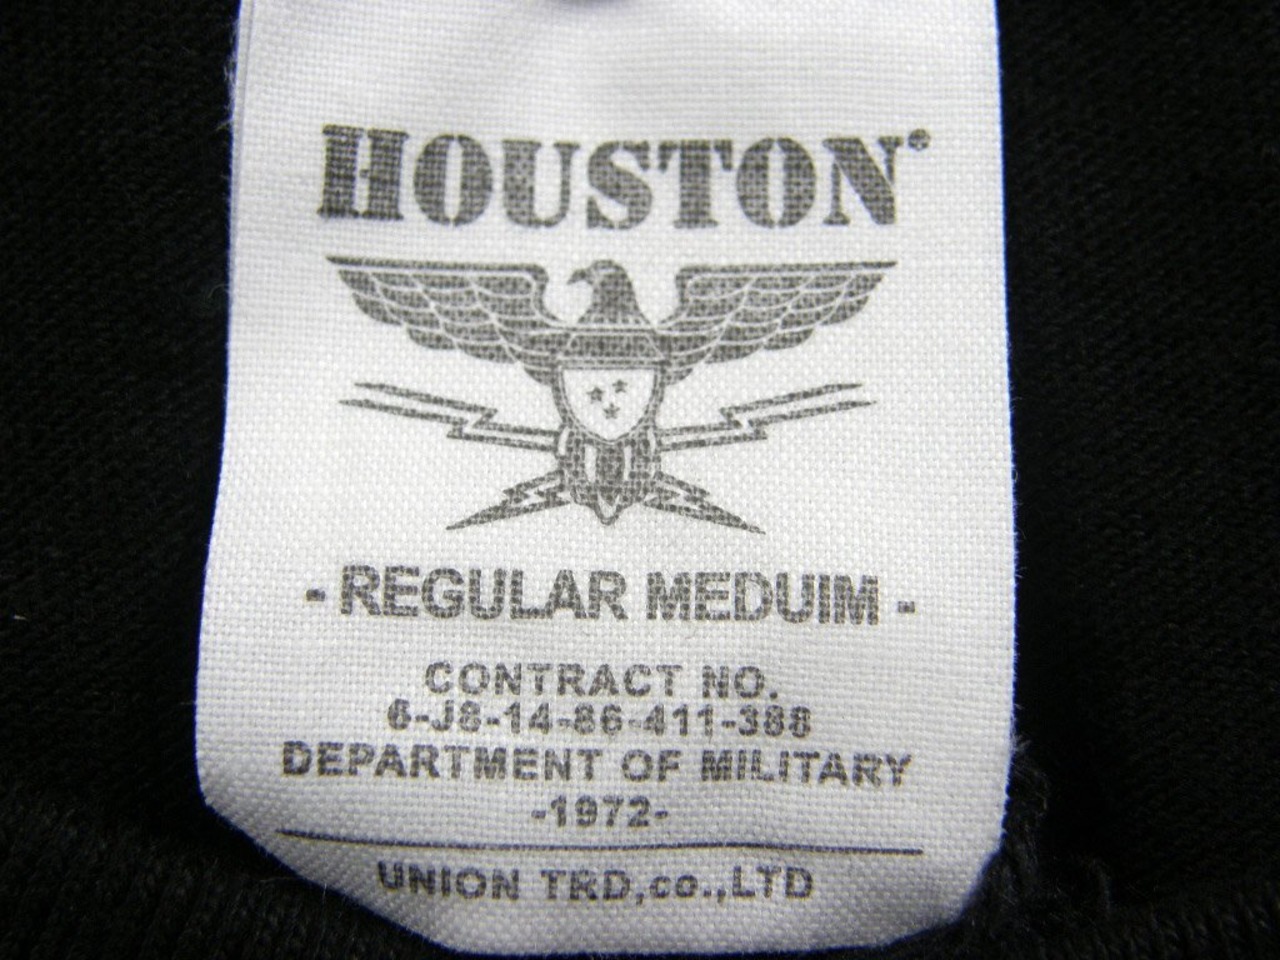 HOUSTON
- REGULAR MEDUIM -
CONTRACT NO.
6-J8-14-86-411-388
DEPARTMENT OF MILITARY
-1972-
UNION TRD,co.,LTD